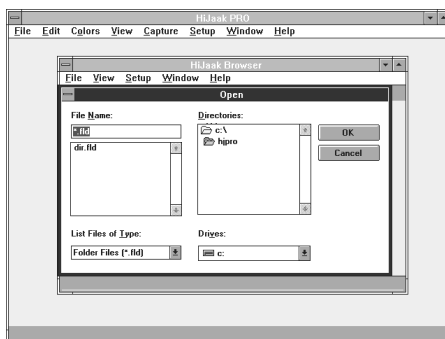 HiJaak PRO
File Edit Colors View Capture Setup Window Help
HiJaak Browser
File View Setup Window Help
Open
File Name:
*.fld
dir.fld
Directories:
c:\
hjpro
OK
Cancel
List Files of Type:
Folder Files (*.fld)
Drives:
c: